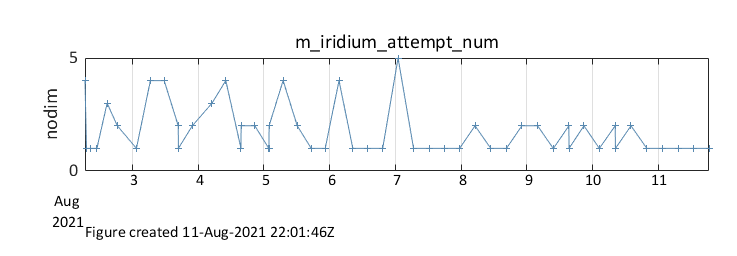 m_iridium_attempt_num
5
nodim
0
3 4 5 6 7 8 9 10 11
Aug
2021
Figure created 11-Aug-2021 22:01:46Z